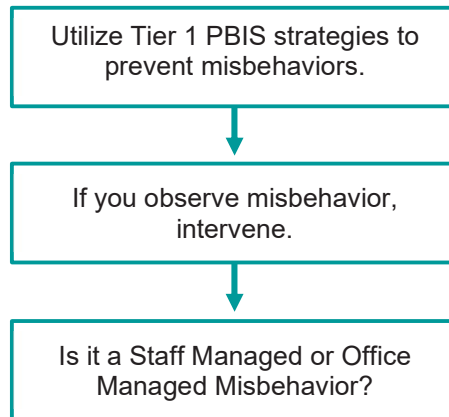 Utilize Tier 1 PBIS strategies to
prevent misbehaviors.
If you observe misbehavior,
intervene.
Is it a Staff Managed or Office
Managed Misbehavior?